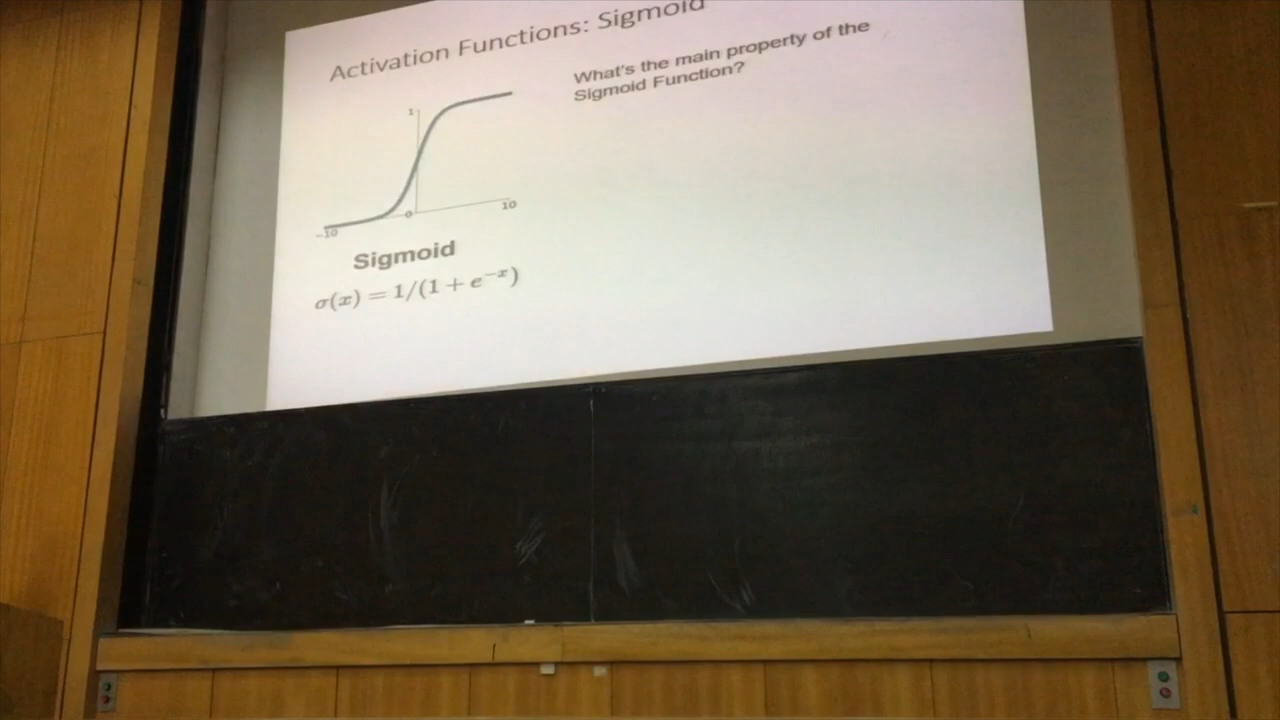 Activation Functions: Sigmoid
What's the main property of the
Sigmoid Function?
1
0
-10
10
Sigmoid
σ(x) = 1/(1 + e^{-x})